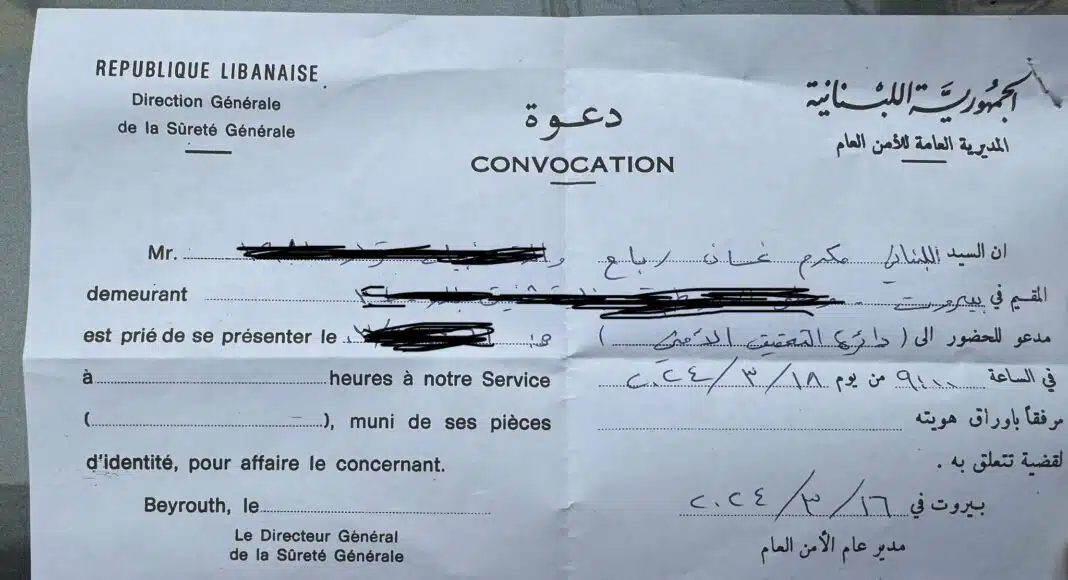 REPUBLIQUE LIBANAISE
Direction Générale
de la Sûreté Générale
الجمهورية اللبنانية
المديرية العامة للأمن العام
دعوة
CONVOCATION
Mr.
ان السيد اللبناني مكرم غسان رباح
demeurant
المقيم في بيروت
est prié de se présenter le
مدعو للحضور الى (دائرة التحقيق )
à heures à notre Service
في الساعة ٩،٠٠ من يوم ١٨/٣/٢٠٢٤
( ), muni de ses pièces
مرفقاً باوراق هويته
d'identité, pour affaire le concernant.
لقضية تتعلق به .
Beyrouth, le
بيروت في ١٦/٣/٢٠٢٤
Le Directeur Général
de la Sûreté Générale
مدير عام الأمن العام